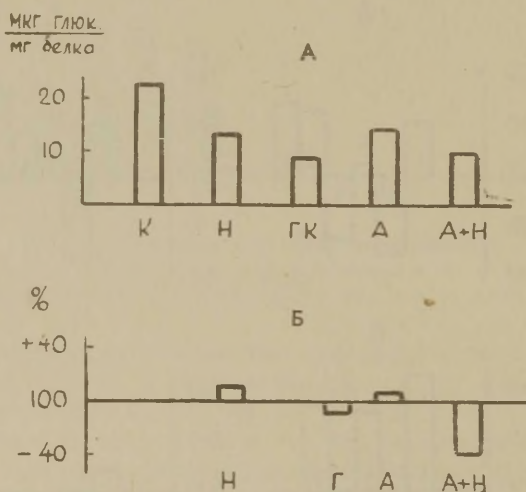 МКГ ГЛЮК.
мг белка
А
20
10
К Н ГК А А+Н
%
Б
+40
100
-40
Н Г А А+Н